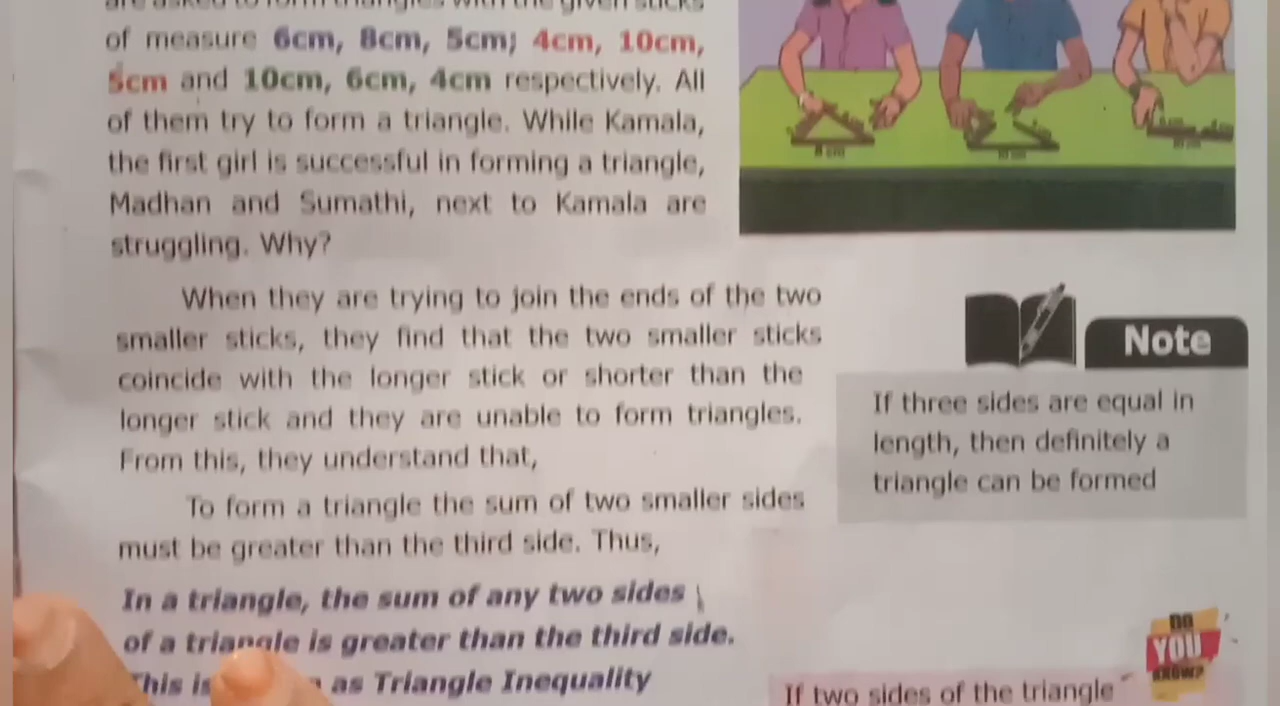 are asked to form triangles with the given sticks
of measure 6cm, 8cm, 5cm; 4cm, 10cm,
5cm and 10cm, 6cm, 4cm respectively. All
of them try to form a triangle. While Kamala,
the first girl is successful in forming a triangle,
Madhan and Sumathi, next to Kamala are
struggling. Why?
When they are trying to join the ends of the two
smaller sticks, they find that the two smaller sticks
coincide with the longer stick or shorter than the
longer stick and they are unable to form triangles.
From this, they understand that,
To form a triangle the sum of two smaller sides
must be greater than the third side. Thus,
In a triangle, the sum of any two sides
of a triangle is greater than the third side.
This is as Triangle Inequality
8 cm
10 cm
Note
If three sides are equal in
length, then definitely a
triangle can be formed
DO
YOU
KNOW?
If two sides of the triangle